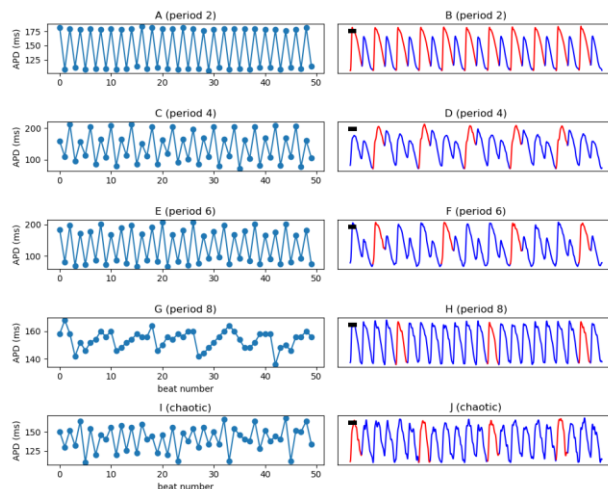 A (period 2)
APD (ms)
175
150
125
0 10 20 30 40 50
B (period 2)
C (period 4)
APD (ms)
200
100
0 10 20 30 40 50
D (period 4)
E (period 6)
APD (ms)
200
100
0 10 20 30 40 50
F (period 6)
G (period 8)
APD (ms)
160
140
0 10 20 30 40 50
beat number
H (period 8)
I (chaotic)
APD (ms)
150
125
0 10 20 30 40 50
beat number
J (chaotic)